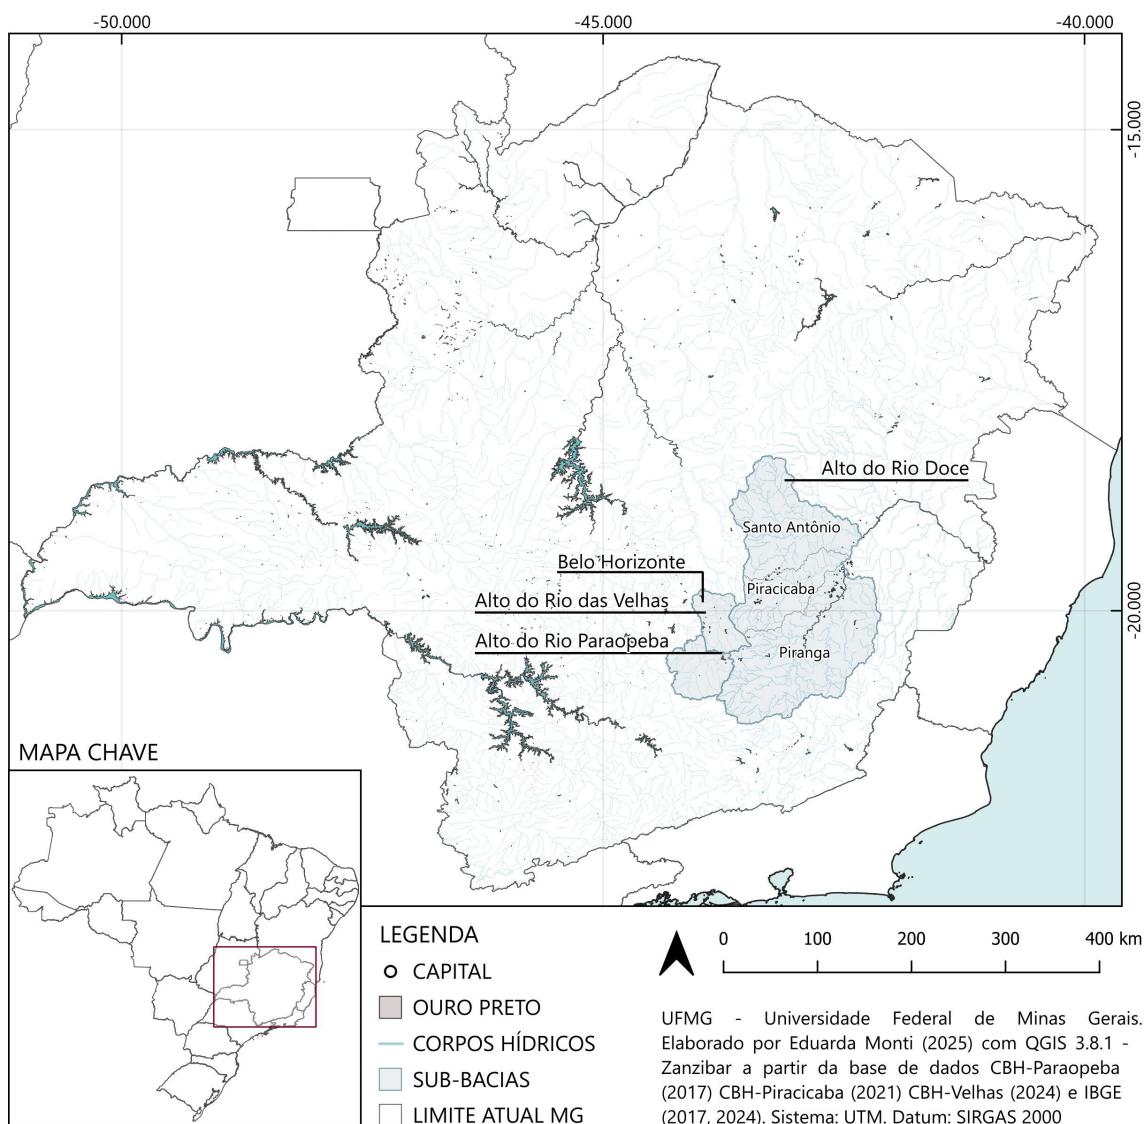 -50.000
-45.000
-40.000
-15.000
-20.000
Alto do Rio Doce
Santo Antônio
Belo Horizonte
Piracicaba
Alto do Rio das Velhas
Alto do Rio Paraopeba
Piranga
MAPA CHAVE
LEGENDA
CAPITAL
OURO PRETO
CORPOS HÍDRICOS
SUB-BACIAS
LIMITE ATUAL MG
0 100 200 300 400 km
UFMG - Universidade Federal de Minas Gerais.
Elaborado por Eduarda Monti (2025) com QGIS 3.8.1 -
Zanzibar a partir da base de dados CBH-Paraopeba
(2017) CBH-Piracicaba (2021) CBH-Velhas (2024) e IBGE
(2017, 2024). Sistema: UTM. Datum: SIRGAS 2000